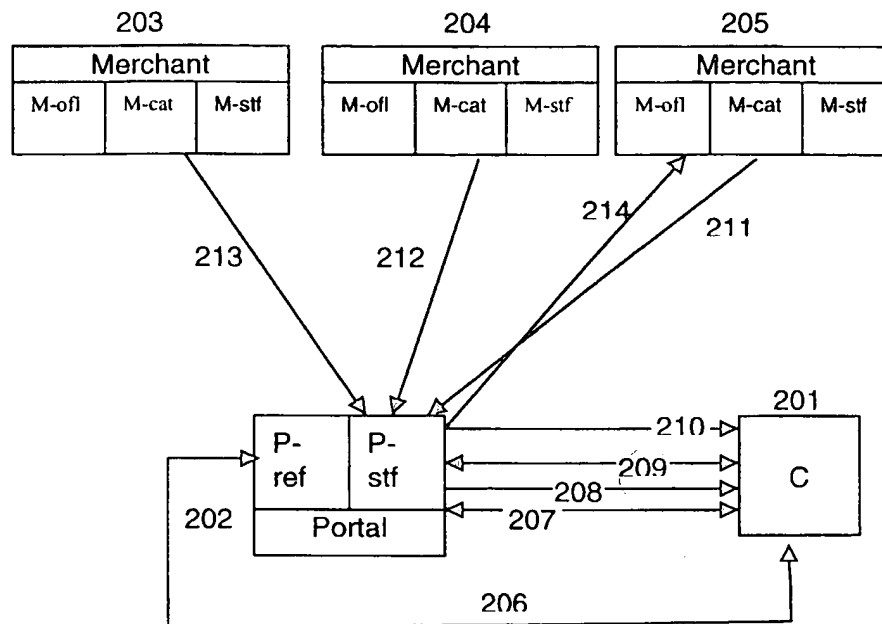 203 204 205
Merchant Merchant Merchant
M-ofl M-cat M-stf M-ofl M-cat M-stf M-ofl M-cat M-stf
214 211
213 212
201
P-ref P-stf
210
209
C
208
202 Portal 207
206